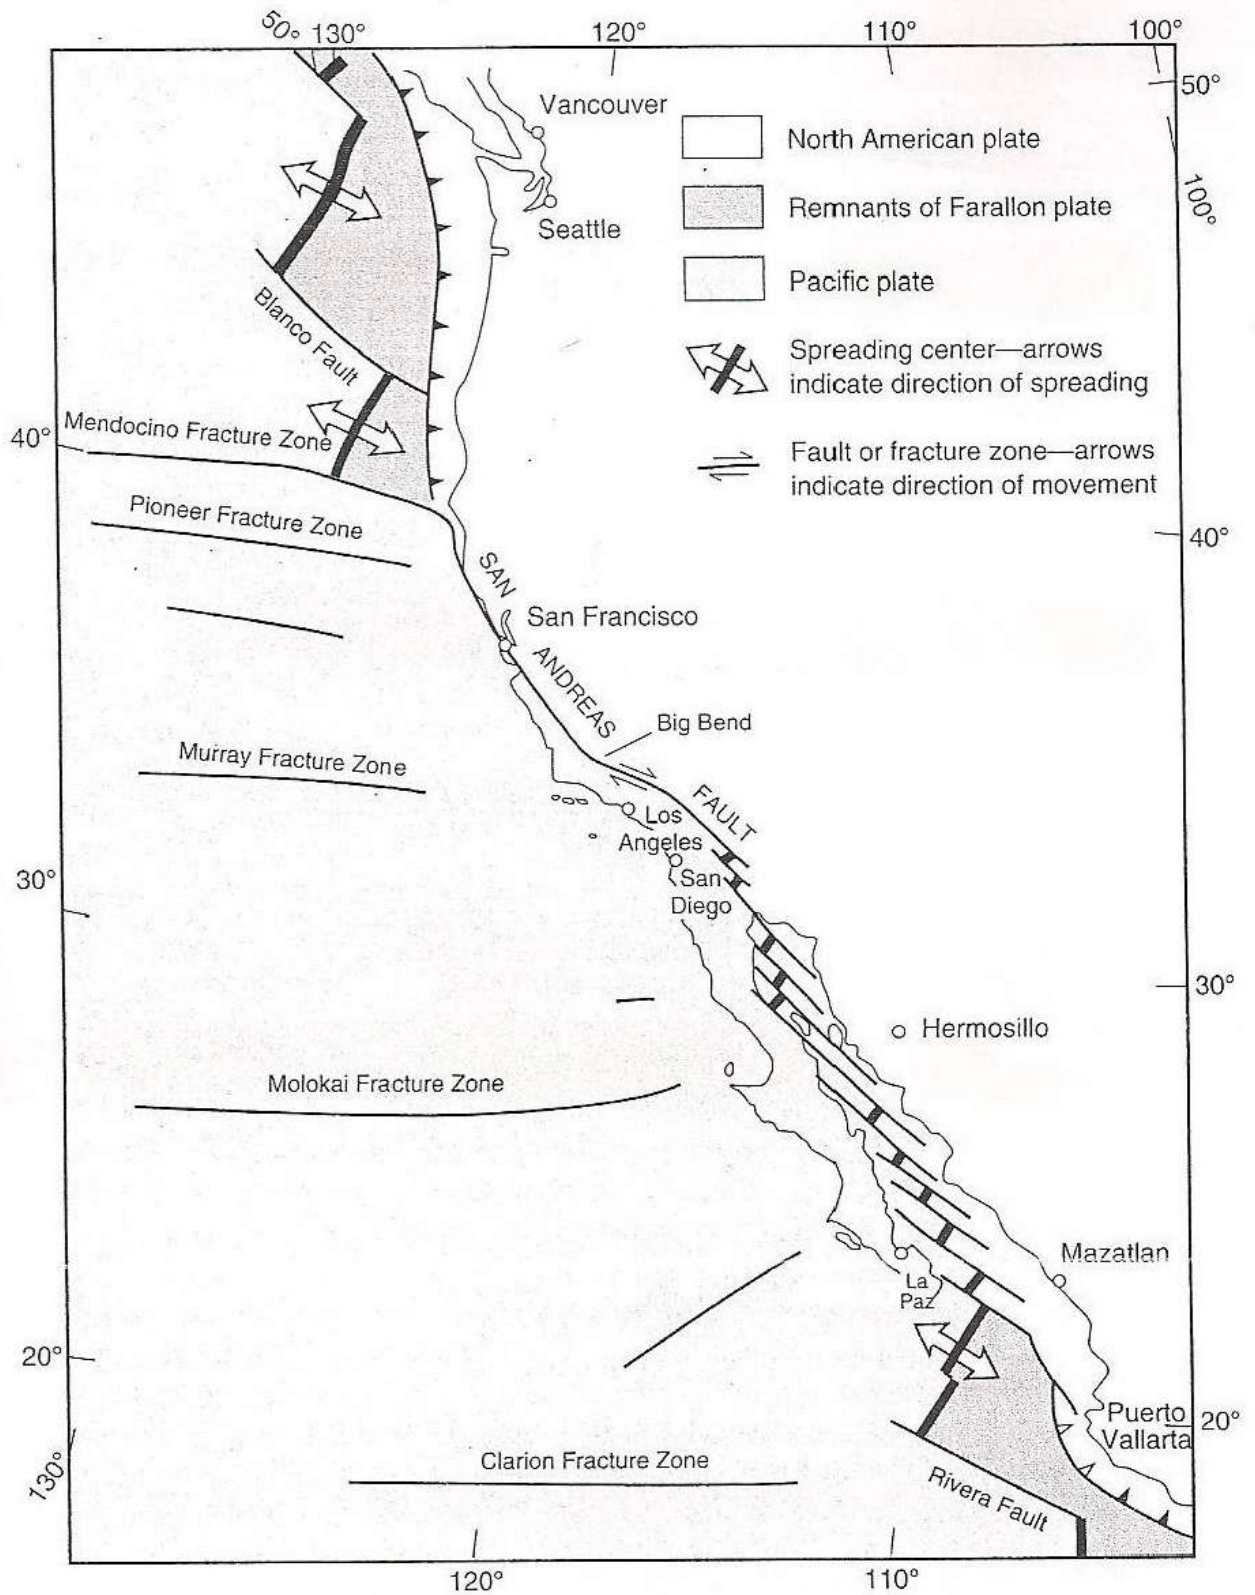 50° 130° 120° 110° 100°
50°
Vancouver
North American plate
100°
Remnants of Farallon plate
Seattle
Pacific plate
Blanco Fault
Spreading center—arrows
indicate direction of spreading
Mendocino Fracture Zone
40°
Fault or fracture zone—arrows
indicate direction of movement
Pioneer Fracture Zone
40°
SAN
San Francisco
ANDREAS
Big Bend
Murray Fracture Zone
FAULT
Los
Angeles
San
Diego
30°
30°
Hermosillo
Molokai Fracture Zone
Mazatlan
La
Paz
20°
Puerto
Vallarta
20°
Clarion Fracture Zone
130°
Rivera Fault
120° 110°